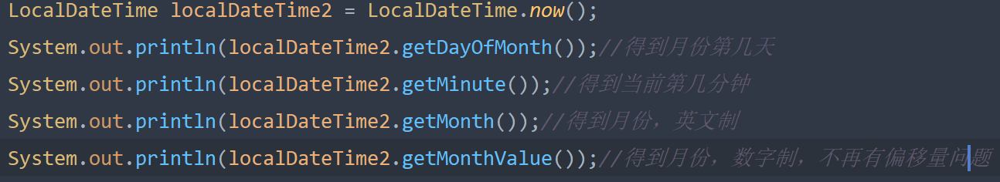 LocalDateTime localDateTime2 = LocalDateTime.now();
System.out.println(localDateTime2.getDayOfMonth());//得到月份第几天
System.out.println(localDateTime2.getMinute());//得到当前第几分钟
System.out.println(localDateTime2.getMonth());//得到月份，英文制
System.out.println(localDateTime2.getMonthValue());//得到月份，数字制，不再有偏移量问题